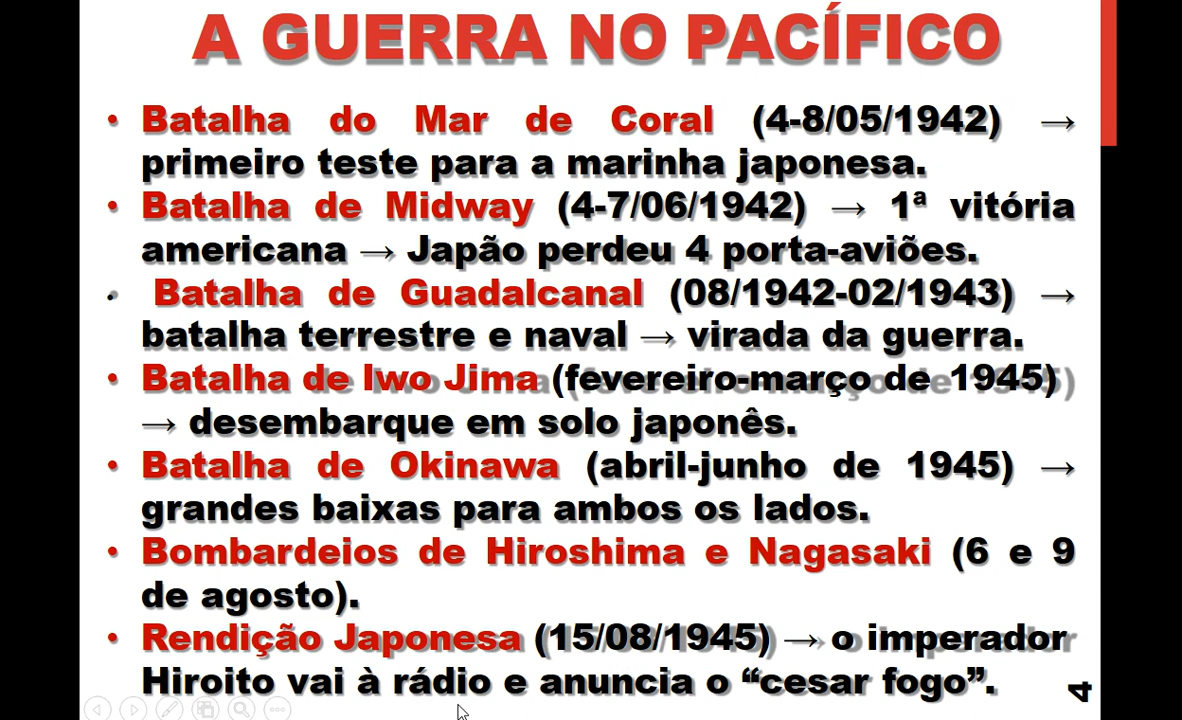 A GUERRA NO PACÍFICO
• Batalha do Mar de Coral (4-8/05/1942) →
primeiro teste para a marinha japonesa.
• Batalha de Midway (4-7/06/1942) → 1ª vitória
americana → Japão perdeu 4 porta-aviões.
• Batalha de Guadalcanal (08/1942-02/1943) →
batalha terrestre e naval → virada da guerra.
• Batalha de Iwo Jima (fevereiro-março de 1945)
→ desembarque em solo japonês.
• Batalha de Okinawa (abril-junho de 1945) →
grandes baixas para ambos os lados.
• Bombardeios de Hiroshima e Nagasaki (6 e 9
de agosto).
• Rendição Japonesa (15/08/1945) → o imperador
Hiroito vai à rádio e anuncia o “cesar fogo”.
4